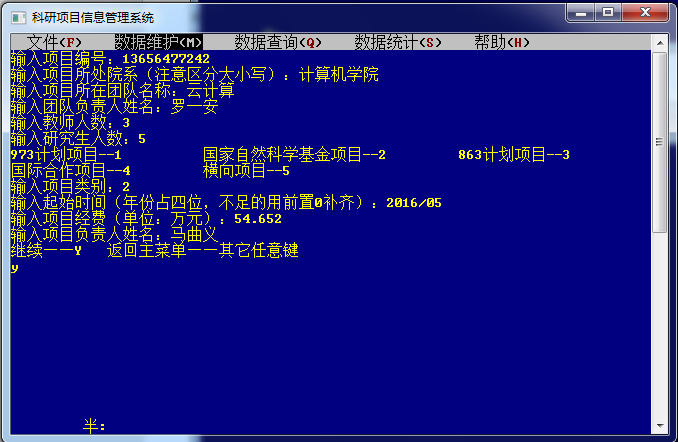 科研项目信息管理系统
文件(F) 数据维护(M) 数据查询(Q) 数据统计(S) 帮助(H)
输入项目编号：13656477242
输入项目所处院系（注意区分大小写）：计算机学院
输入项目所在团队名称：云计算
输入团队负责人姓名：罗一安
输入教师人数：3
输入研究生人数：5
973计划项目--1 国家自然科学基金项目--2 863计划项目--3
国际合作项目--4 横向项目--5
输入项目类别：2
输入起始时间（年份占四位，不足的用前置0补齐）：2016/05
输入项目经费（单位：万元）：54.652
输入项目负责人姓名：马曲义
继续——Y 返回主菜单——其它任意键
y
半：